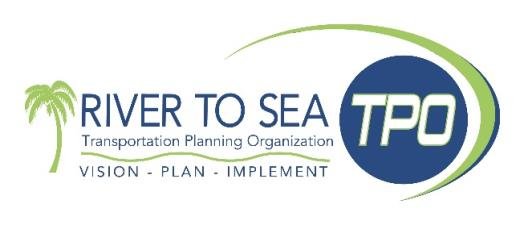 RIVER TO SEA
Transportation Planning Organization
VISION - PLAN - IMPLEMENT
TPO